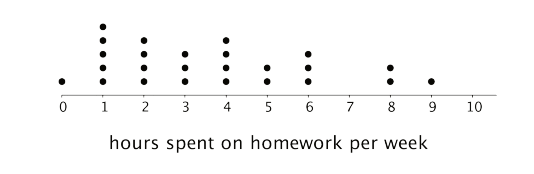 0 1 2 3 4 5 6 7 8 9 10
hours spent on homework per week